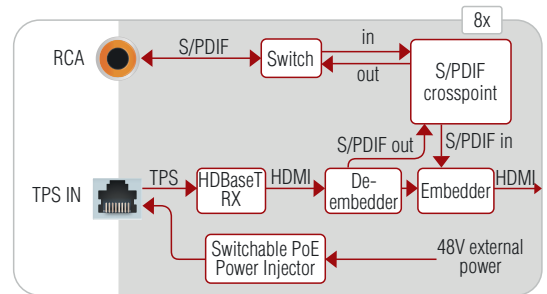 8x
RCA
S/PDIF
Switch
in
out
S/PDIF
crosspoint
S/PDIF out
S/PDIF in
TPS IN
TPS
HDBaseT
RX
HDMI
De-
embedder
Embedder
HDMI
Switchable PoE
Power Injector
48V external
power